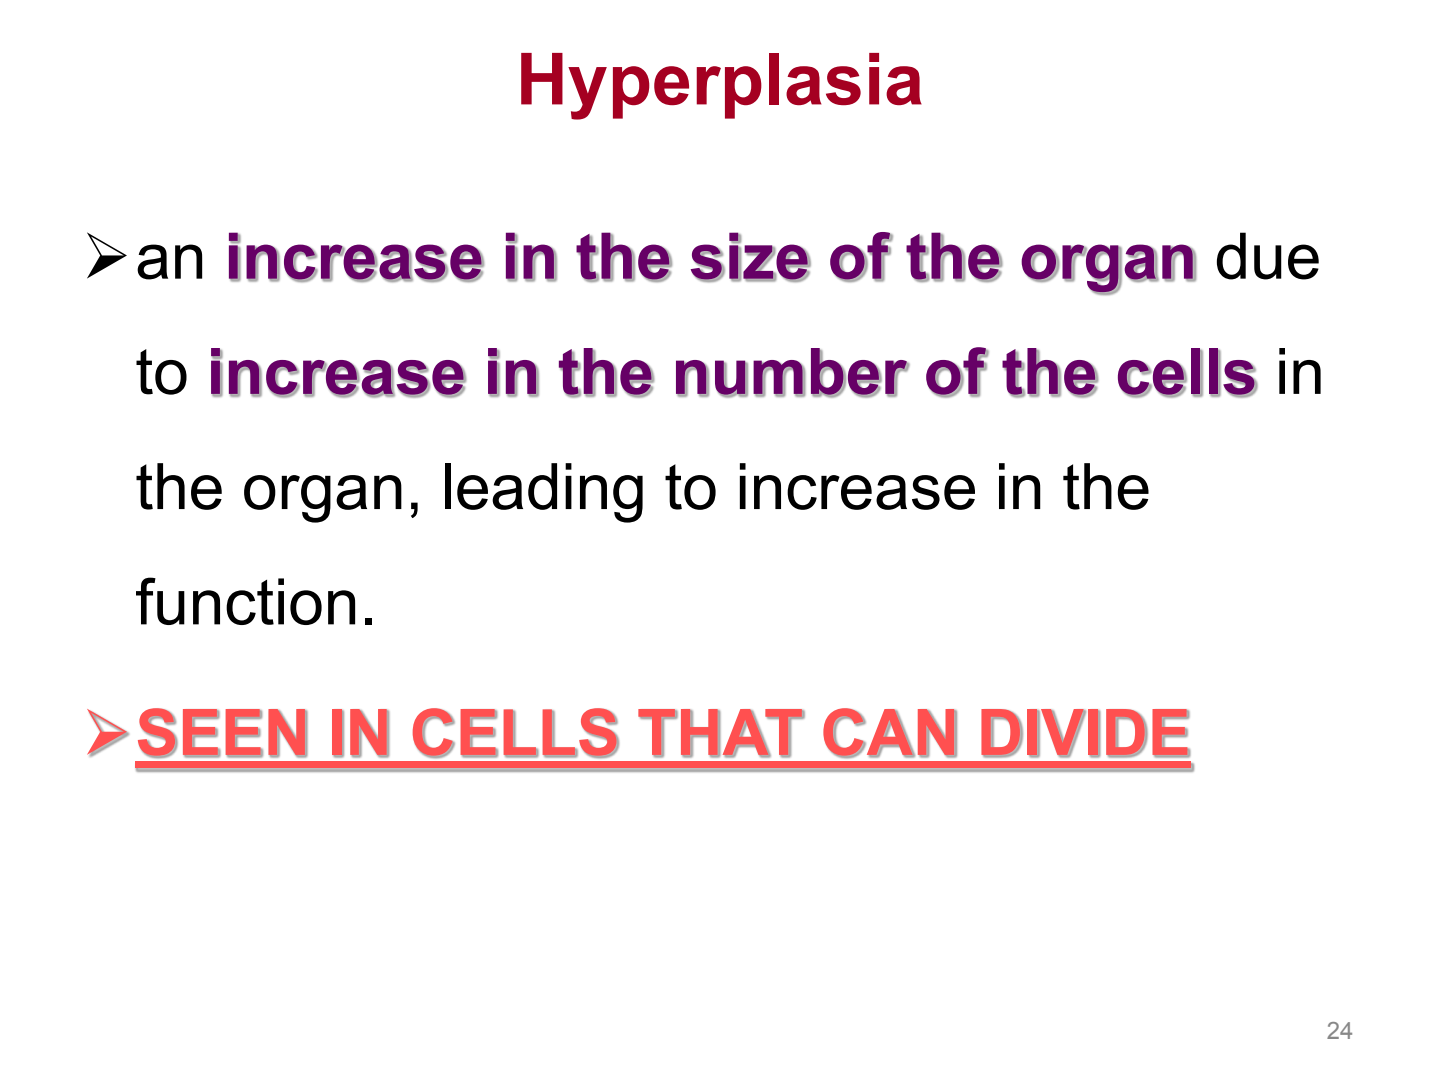 Hyperplasia
➢an increase in the size of the organ due
to increase in the number of the cells in
the organ, leading to increase in the
function.
➢SEEN IN CELLS THAT CAN DIVIDE
24